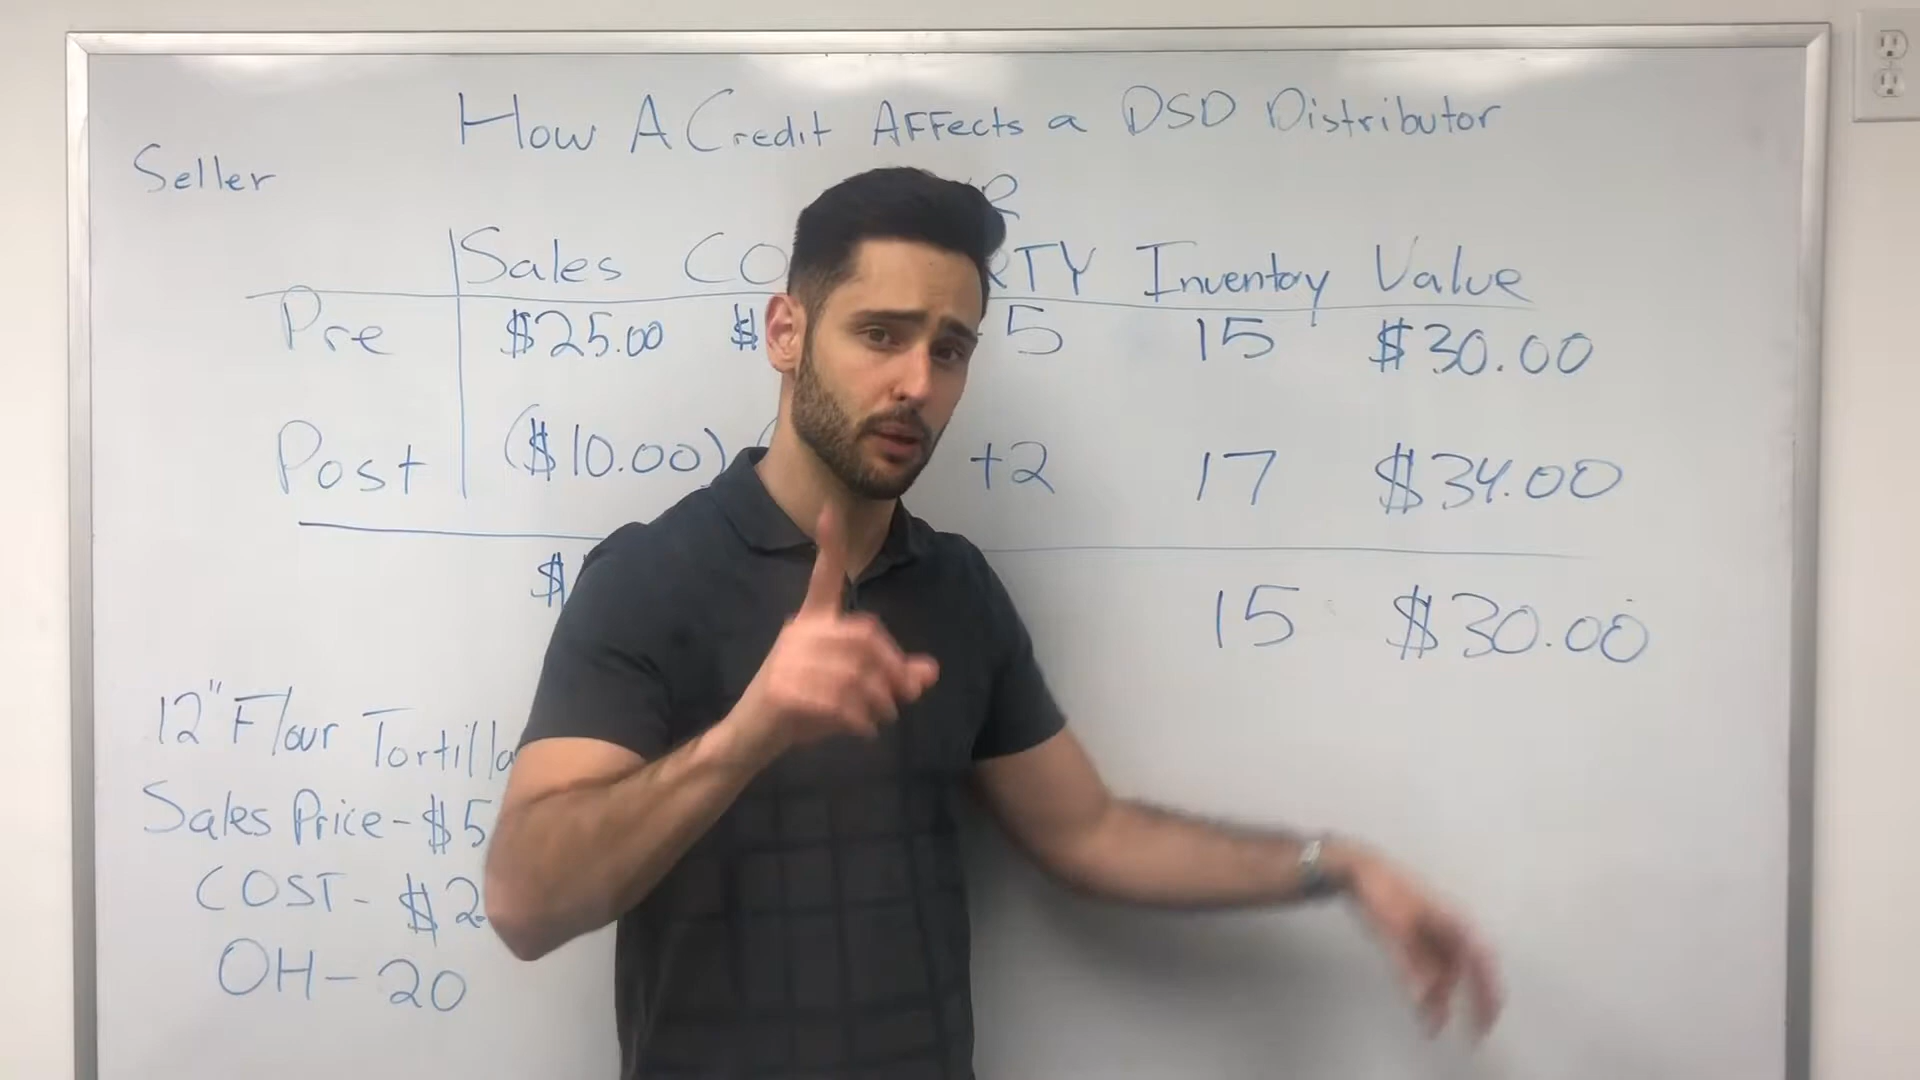 How A Credit Affects a DSD Distributor
Seller
Sales Inventory Value
Pre $25.00 $ 5 15 $30.00
Post ($10.00) +2 17 $34.00
$ 15 $30.00
12" Flour Tortilla
Sales Price-$5
COST- $2
OH- 20